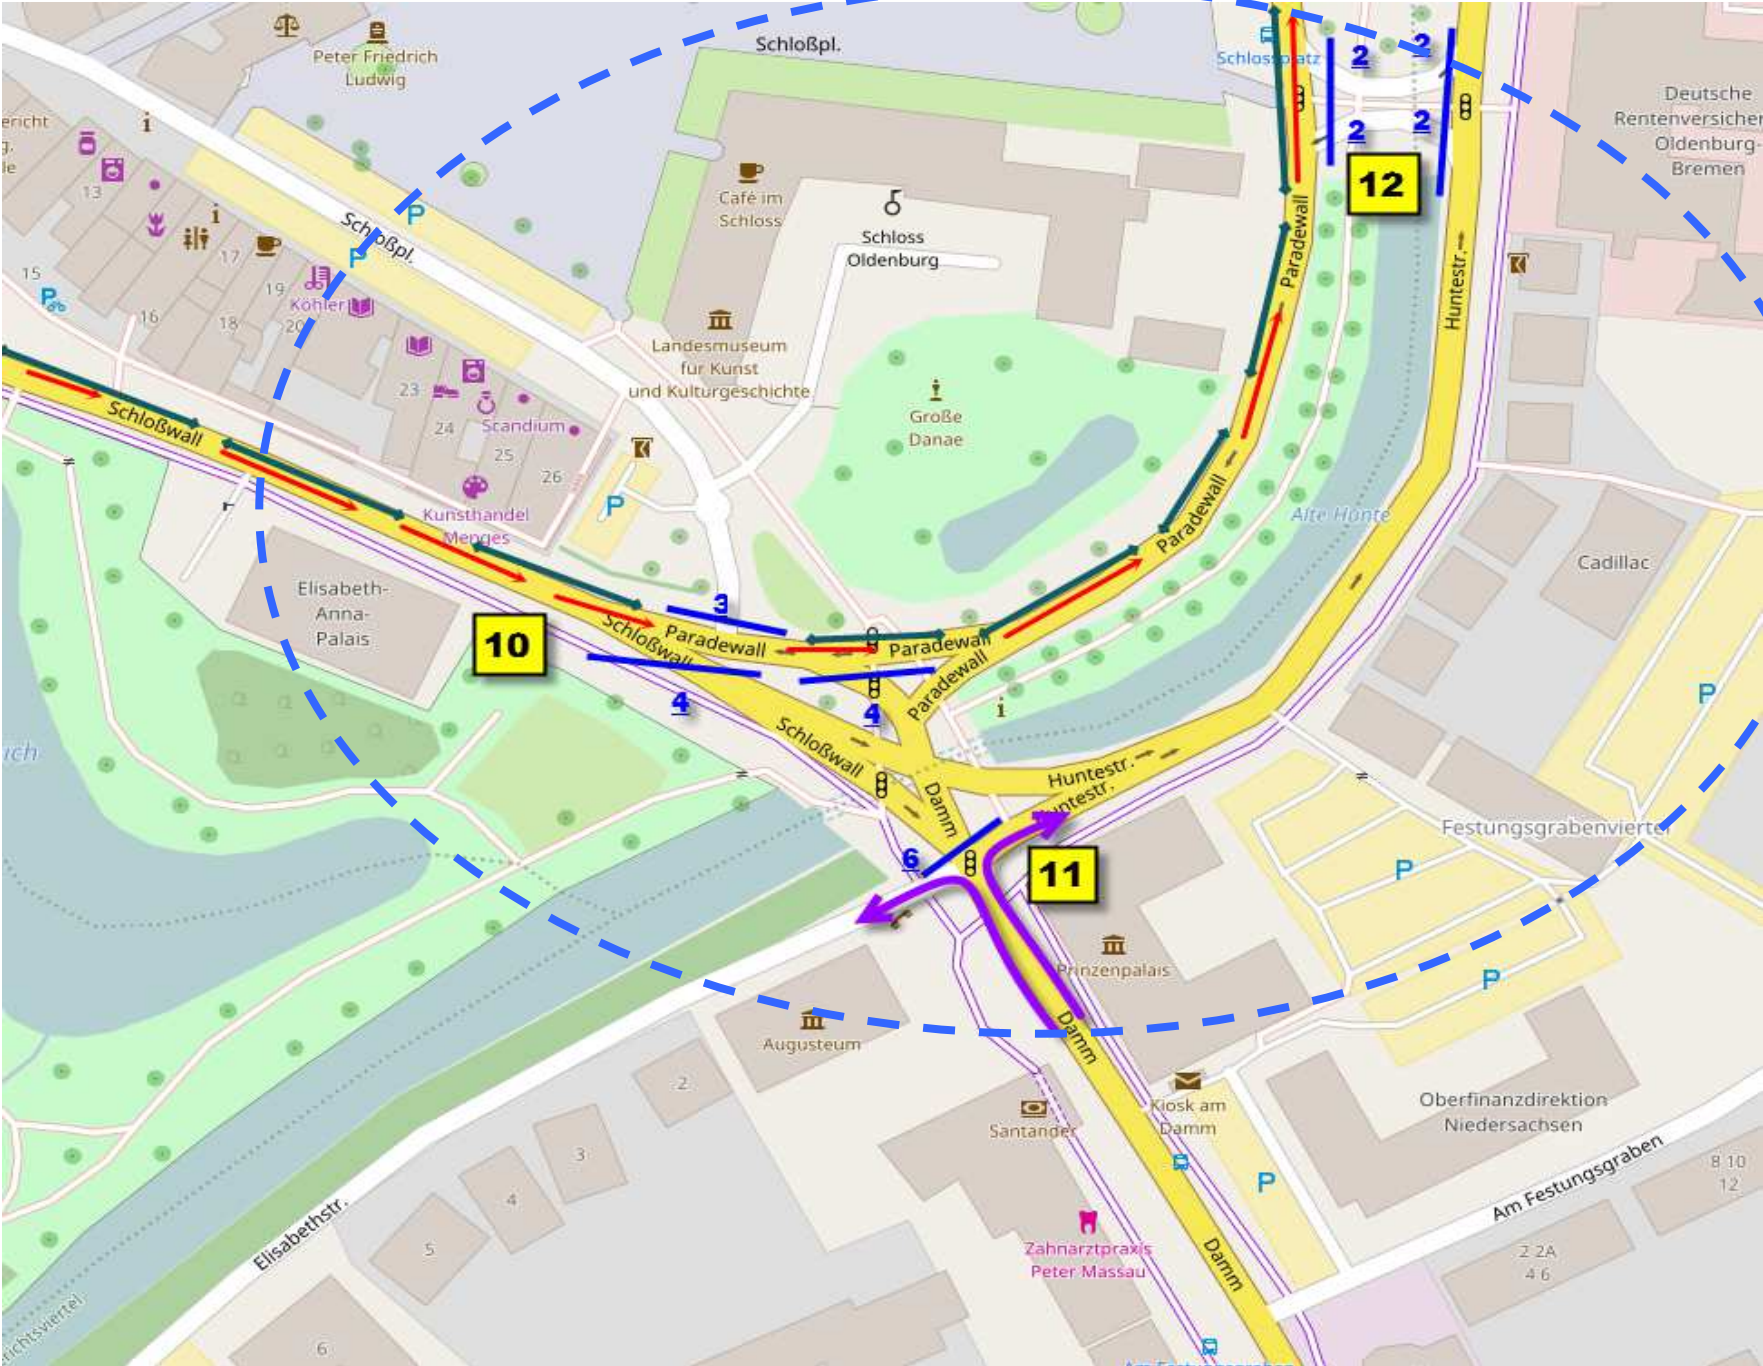 Schloßpl.
Peter Friedrich
Ludwig
Schlossplatz
2
2
2
2
Deutsche
Oldenburg-
Bremen
12
13
15
16
17
18
19
20
Köhler
P
P
P
Schloßpl.
Café im
Schloss
Schloss
Oldenburg
Landesmuseum
für Kunst
und Kulturgeschichte
Große
Danae
Paradewall
Huntestr.
23
24
25
26
Scandium
Kunsthandel
Menges
P
Schloßwall
Paradewall
Alte Hunte
Cadillac
Elisabeth-
Anna-
Palais
10
3
Schloßwall
Paradewall
Paradewall
Paradewall
4
4
P
Schloßwall
Damm
Huntestr.
6
11
Festungsgrabenviertel
P
Prinzenpalais
P
Augusteum
Damm
2
3
4
5
6
Santander
Kiosk am
Damm
Oberfinanzdirektion
Niedersachsen
P
8 10
12
Am Festungsgraben
2 2A
4 6
Elisabethstr.
Zahnarztpraxis
Peter Massau
Damm